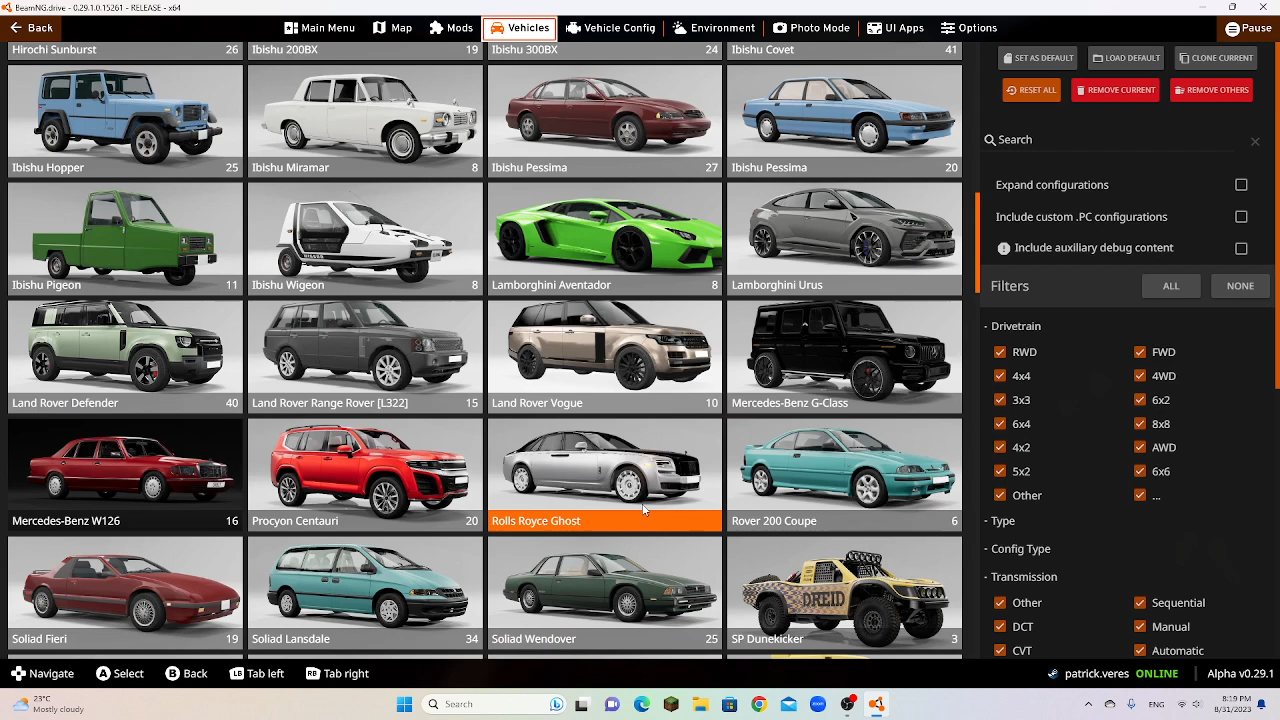 BeamNG.drive - 0.29.1.0.15261 - RELEASE - x64
Back
Main Menu
Map
Mods
Vehicles
Vehicle Config
Environment
Photo Mode
UI Apps
Options
Pause
Hirochi Sunburst 26
Ibishu 200BX 19
Ibishu 300BX 24
Ibishu Covet 41
Ibishu Hopper 25
Ibishu Miramar 8
Ibishu Pessima 27
Ibishu Pessima 20
Ibishu Pigeon 11
Ibishu Wigeon 8
Lamborghini Aventador 8
Lamborghini Urus
Land Rover Defender 40
Land Rover Range Rover [L322] 15
Land Rover Vogue 10
Mercedes-Benz G-Class
Mercedes-Benz W126 16
Procyon Centauri 20
Rolls Royce Ghost
Rover 200 Coupe 6
DREID
Soliad Fieri 19
Soliad Lansdale 34
Soliad Wendover 25
SP Dunekicker 3
SET AS DEFAULT
LOAD DEFAULT
CLONE CURRENT
RESET ALL
REMOVE CURRENT
REMOVE OTHERS
Search
Expand configurations
Include custom .PC configurations
Include auxiliary debug content
Filters
ALL
NONE
- Drivetrain
RWD FWD
4x4 4WD
3x3 6x2
6x4 8x8
4x2 AWD
5x2 6x6
Other ...
- Type
- Config Type
- Transmission
Other Sequential
DCT Manual
CVT Automatic
Navigate
A Select
B Back
LB Tab left
RB Tab right
patrick.veres ONLINE
Alpha v0.29.1
72°F
Mostly cloudy
Search
zoom
ENG
8:19 PM
8/31/2023